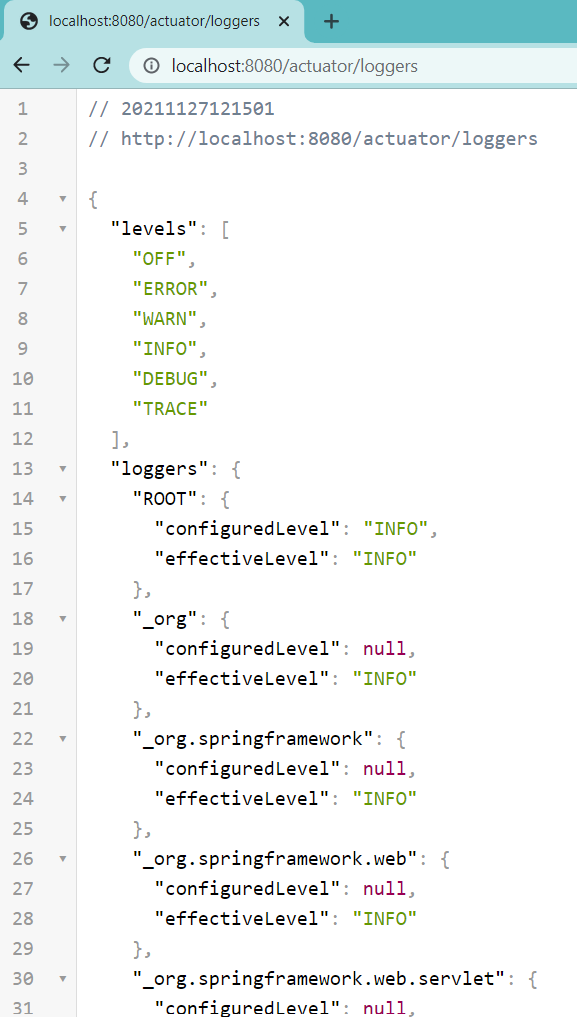 localhost:8080/actuator/loggers
localhost:8080/actuator/loggers
1 // 20211127121501
2 // http://localhost:8080/actuator/loggers
3
4 {
5 "levels": [
6 "OFF",
7 "ERROR",
8 "WARN",
9 "INFO",
10 "DEBUG",
11 "TRACE"
12 ],
13 "loggers": {
14 "ROOT": {
15 "configuredLevel": "INFO",
16 "effectiveLevel": "INFO"
17 },
18 "_org": {
19 "configuredLevel": null,
20 "effectiveLevel": "INFO"
21 },
22 "_org.springframework": {
23 "configuredLevel": null,
24 "effectiveLevel": "INFO"
25 },
26 "_org.springframework.web": {
27 "configuredLevel": null,
28 "effectiveLevel": "INFO"
29 },
30 "_org.springframework.web.servlet": {
31 "configuredLevel": null,